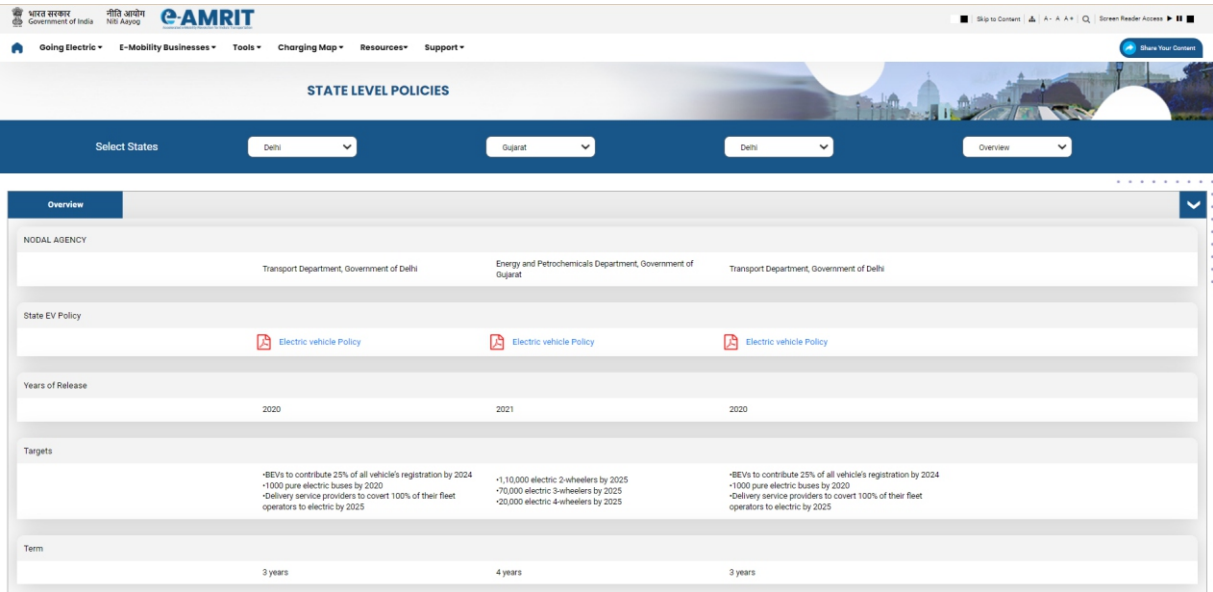 भारत सरकार
Government of India
नीति आयोग
NITI Aayog
e-AMRIT
Skip to Content A- A A+ Screen Reader Access
Going Electric E-Mobility Businesses Tools Charging Map Resources Support
Share Your Content
STATE LEVEL POLICIES
Select States Delhi Gujarat Delhi Overview
Overview
NODAL AGENCY
Transport Department, Government of Delhi
Energy and Petrochemicals Department, Government of
Gujarat
Transport Department, Government of Delhi
State EV Policy
Electric vehicle Policy Electric vehicle Policy Electric vehicle Policy
Years of Release
2020 2021 2020
Targets
•BEVs to contribute 25% of all vehicle's registration by 2024
•1000 pure electric buses by 2020
•Delivery service providers to covert 100% of their fleet
operators to electric by 2025
•1,10,000 electric 2-wheelers by 2025
•70,000 electric 3-wheelers by 2025
•20,000 electric 4-wheelers by 2025
•BEVs to contribute 25% of all vehicle's registration by 2024
•1000 pure electric buses by 2020
•Delivery service providers to covert 100% of their fleet
operators to electric by 2025
Term
3 years 4 years 3 years